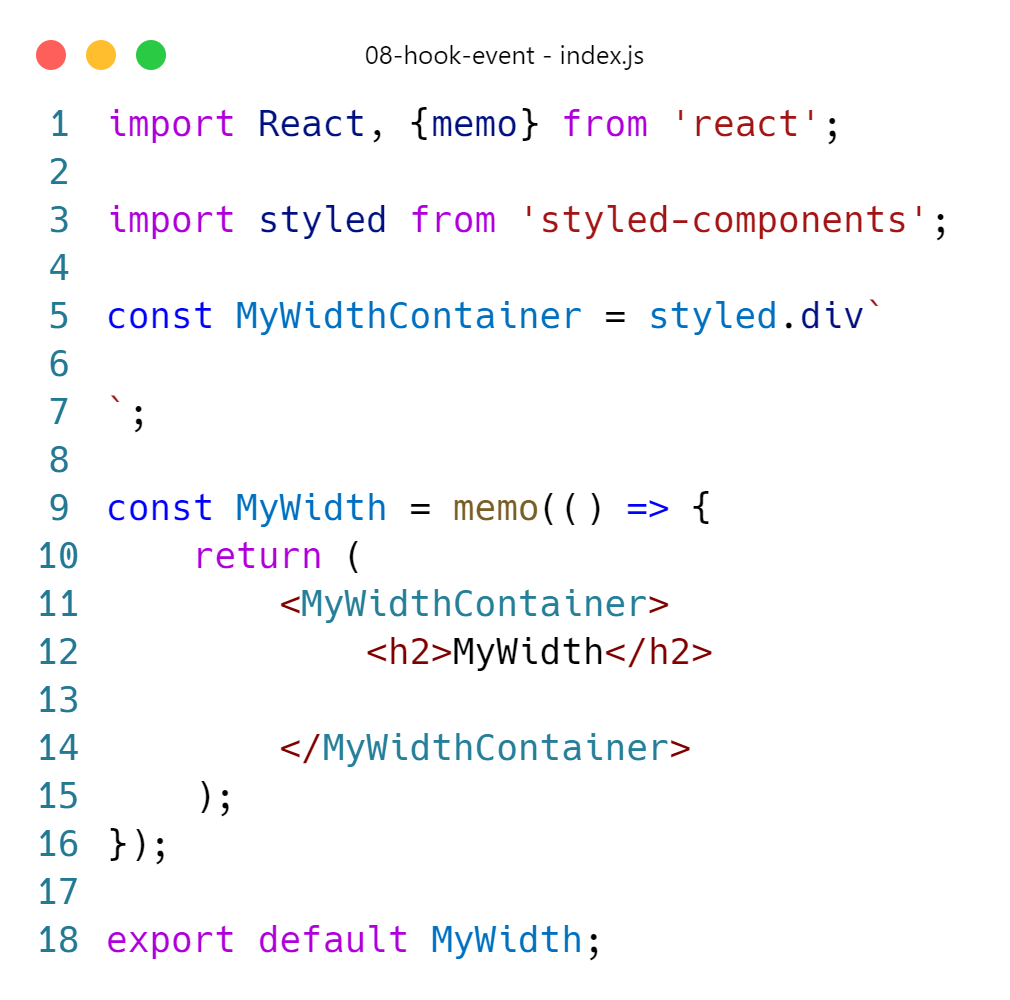 08-hook-event - index.js
1 import React, {memo} from 'react';
2
3 import styled from 'styled-components';
4
5 const MyWidthContainer = styled.div`
6
7 `;
8
9 const MyWidth = memo(() => {
10     return (
11         <MyWidthContainer>
12             <h2>MyWidth</h2>
13
14         </MyWidthContainer>
15     );
16 });
17
18 export default MyWidth;